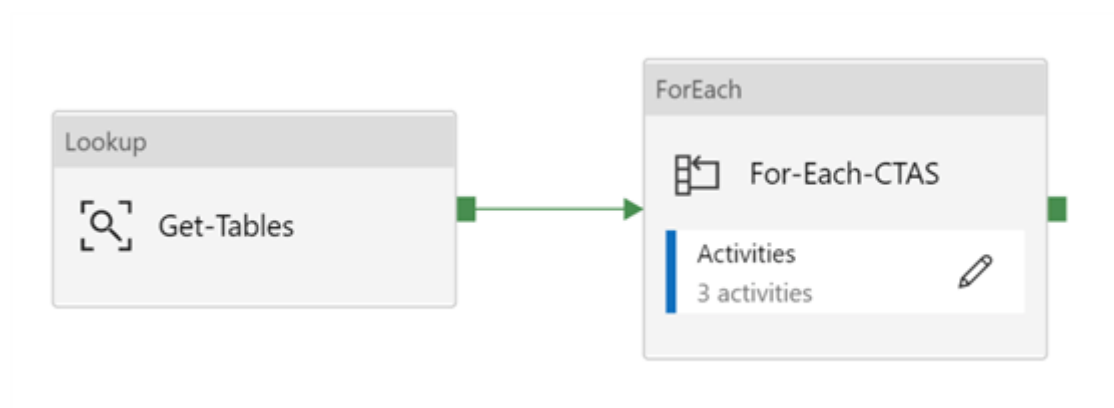 Lookup
Get-Tables
ForEach
For-Each-CTAS
Activities
3 activities